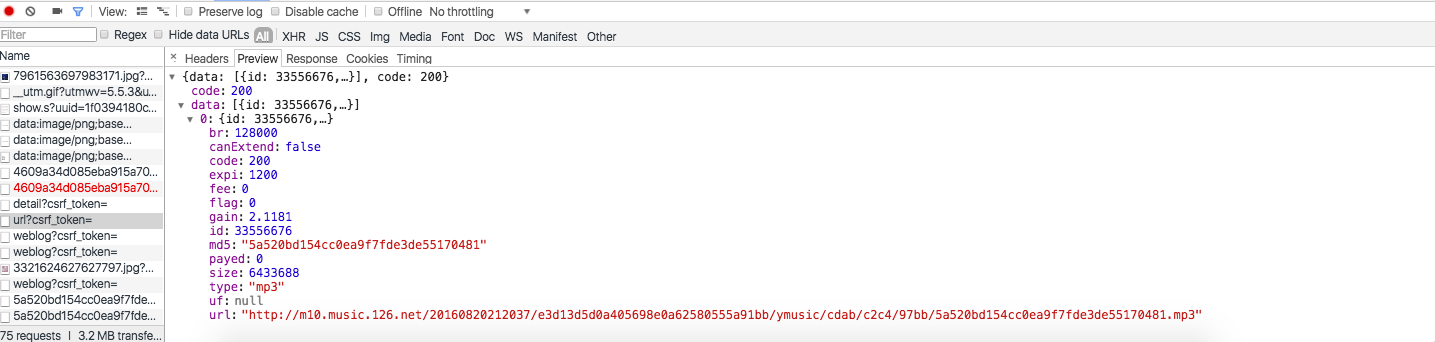 View: Preserve log Disable cache Offline No throttling
Filter Regex Hide data URLs All XHR JS CSS Img Media Font Doc WS Manifest Other
Name × Headers Preview Response Cookies Timing
7961563697983171.jpg?...
__utm.gif?utmwv=5.5.3&u...
show.s?uuid=1f0394180c...
data:image/png;base...
data:image/png;base...
data:image/png;base...
4609a34d085eba915a70...
4609a34d085eba915a70...
detail?csrf_token=
url?csrf_token=
weblog?csrf_token=
weblog?csrf_token=
3321624627627797.jpg?...
weblog?csrf_token=
5a520bd154cc0ea9f7fde...
5a520bd154cc0ea9f7fde...
75 requests | 3.2 MB transfe...
{data: [{id: 33556676,…}], code: 200}
code: 200
data: [{id: 33556676,…}]
0: {id: 33556676,…}
br: 128000
canExtend: false
code: 200
expi: 1200
fee: 0
flag: 0
gain: 2.1181
id: 33556676
md5: "5a520bd154cc0ea9f7fde3de55170481"
payed: 0
size: 6433688
type: "mp3"
uf: null
url: "http://m10.music.126.net/20160820212037/e3d13d5d0a405698e0a62580555a91bb/ymusic/cdab/c2c4/97bb/5a520bd154cc0ea9f7fde3de55170481.mp3"